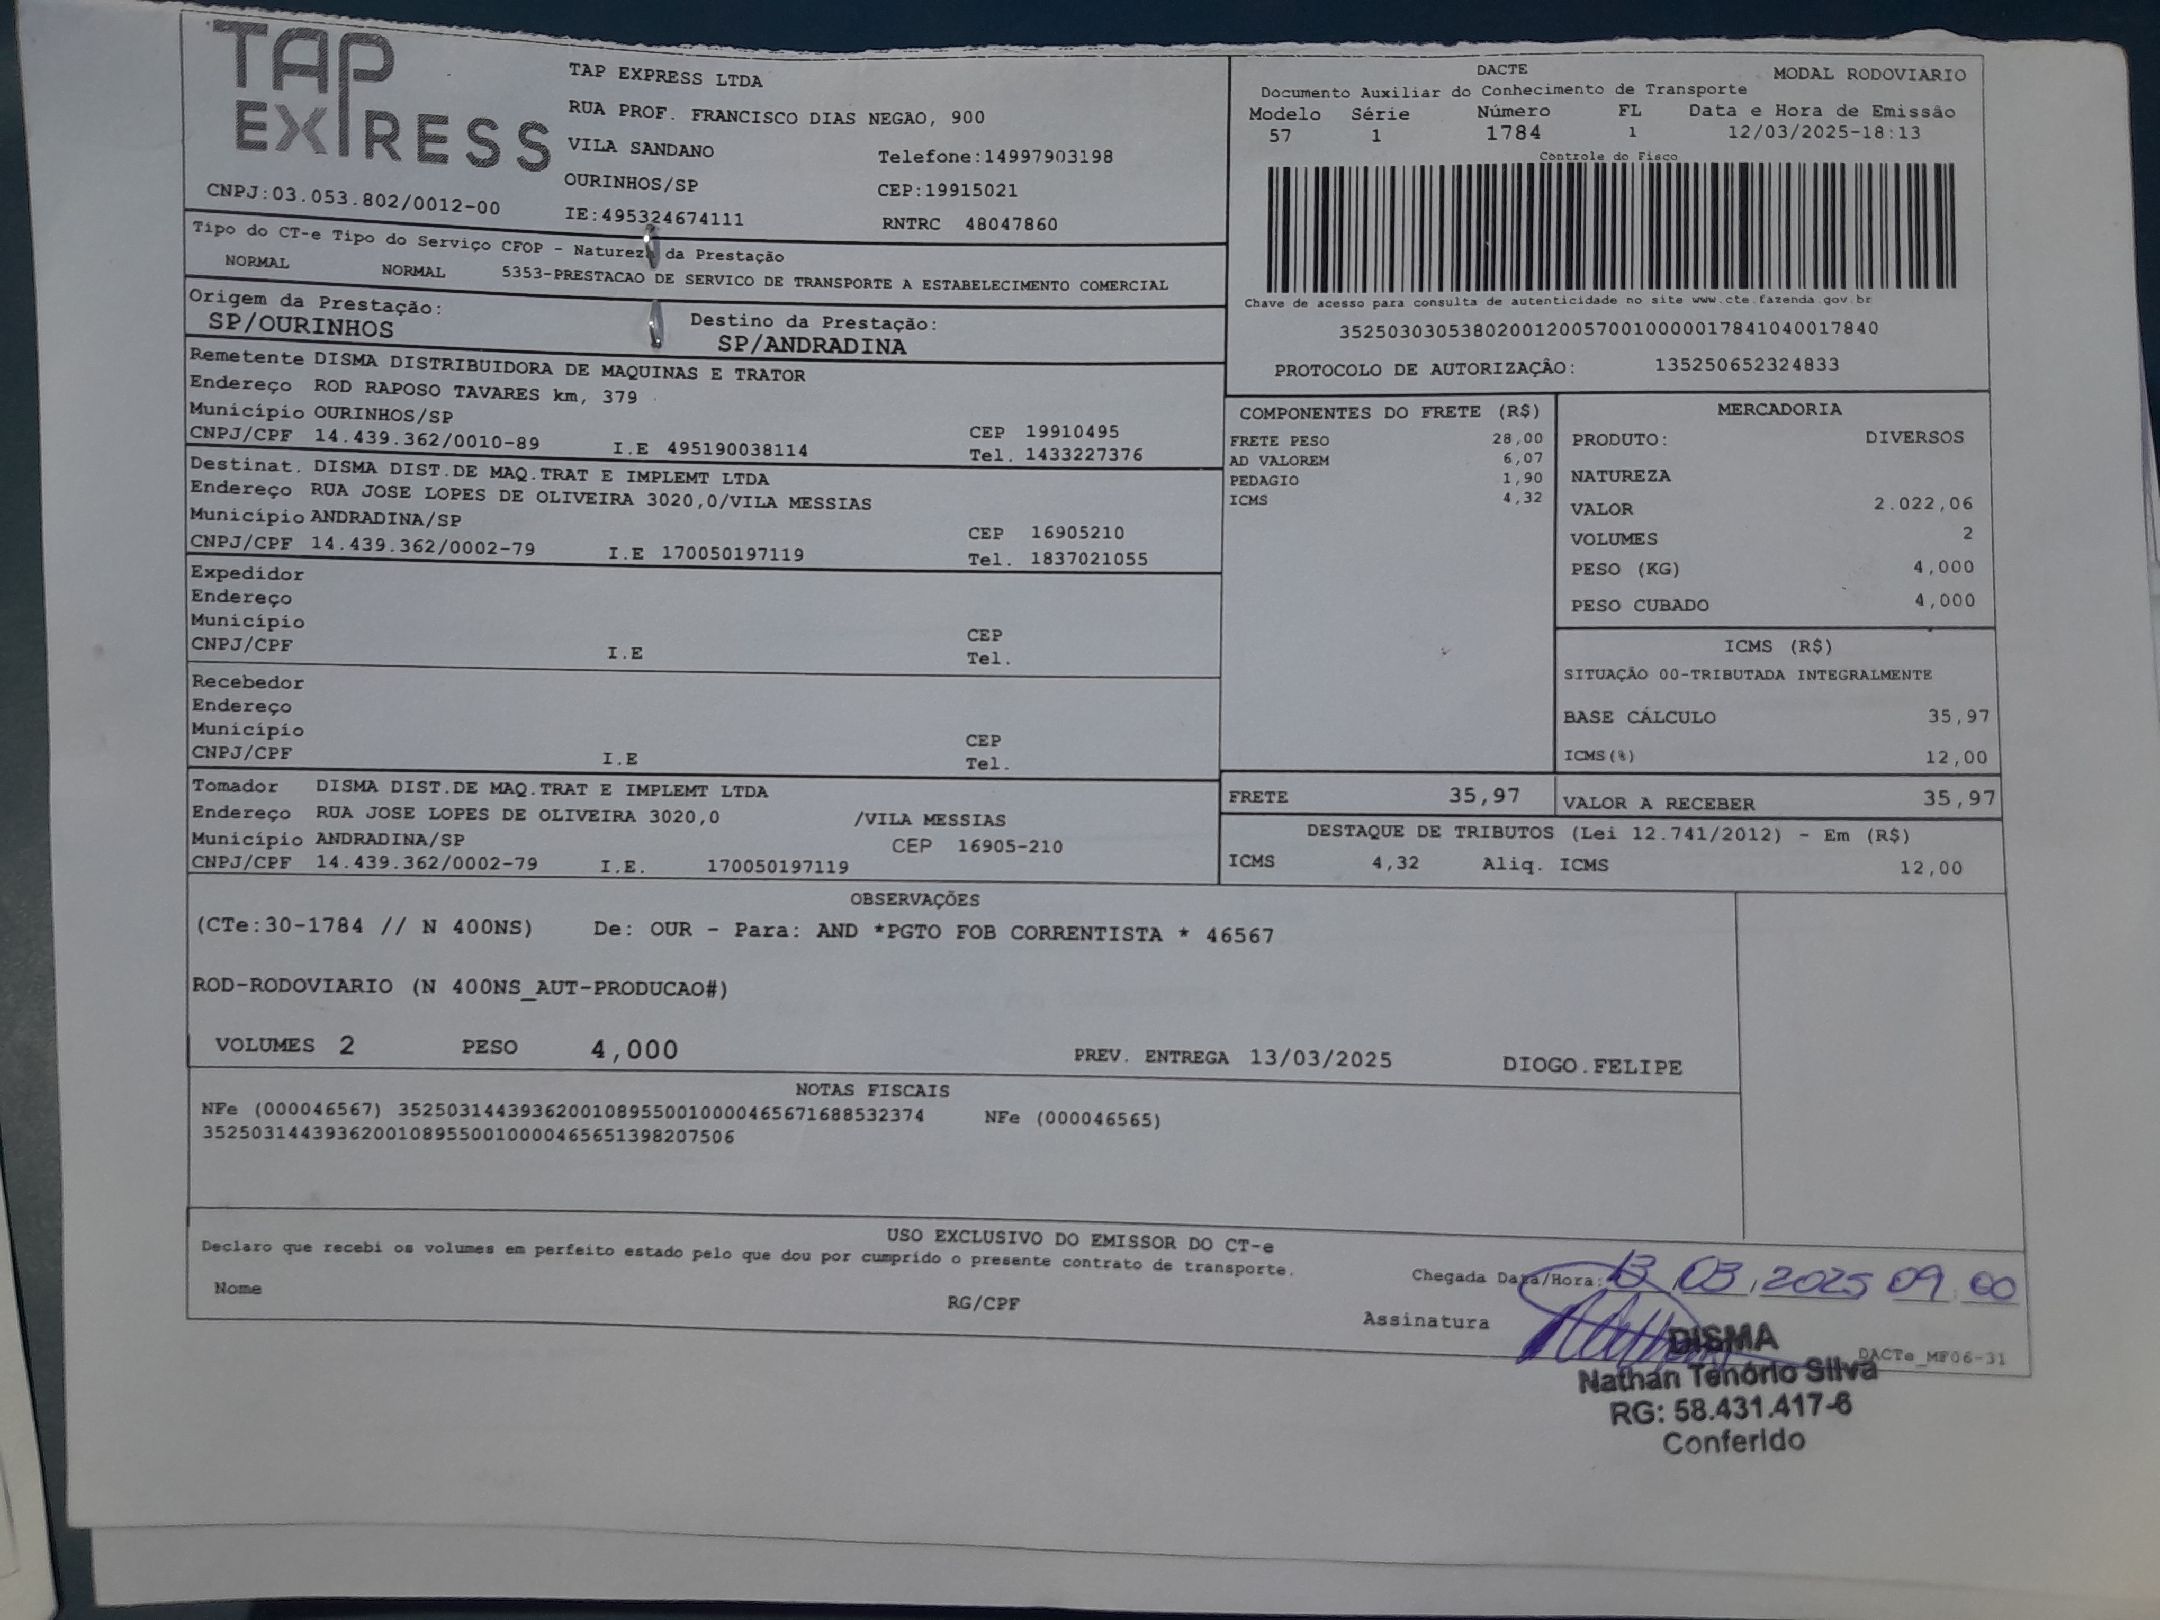 TAP
EXPRESS
CNPJ:03.053.802/0012-00
TAP EXPRESS LTDA
RUA PROF. FRANCISCO DIAS NEGAO, 900
VILA SANDANO
Telefone:14997903198
OURINHOS/SP
CEP:19915021
IE:495324674111
RNTRC 48047860
DACTE
MODAL RODOVIARIO
Documento Auxiliar do Conhecimento de Transporte
Modelo Série Número FL Data e Hora de Emissão
57 1 1784 1 12/03/2025-18:13
Controle do Fisco
Chave de acesso para consulta de autenticidade no site www.cte.fazenda.gov.br
35250303053802001200570010000017841040017840
PROTOCOLO DE AUTORIZAÇÃO: 135250652324833
Tipo do CT-e Tipo do Serviço CFOP - Natureza da Prestação
NORMAL NORMAL 5353-PRESTACAO DE SERVICO DE TRANSPORTE A ESTABELECIMENTO COMERCIAL
Origem da Prestação:
SP/OURINHOS
Destino da Prestação:
SP/ANDRADINA
Remetente DISMA DISTRIBUIDORA DE MAQUINAS E TRATOR
Endereço ROD RAPOSO TAVARES km, 379
Município OURINHOS/SP CEP 19910495
CNPJ/CPF 14.439.362/0010-89 I.E 495190038114 Tel. 1433227376
Destinat. DISMA DIST.DE MAQ.TRAT E IMPLEMT LTDA
Endereço RUA JOSE LOPES DE OLIVEIRA 3020,0/VILA MESSIAS
Município ANDRADINA/SP CEP 16905210
CNPJ/CPF 14.439.362/0002-79 I.E 170050197119 Tel. 1837021055
Expedidor
Endereço
Município CEP
CNPJ/CPF I.E Tel.
Recebedor
Endereço
Município CEP
CNPJ/CPF I.E Tel.
Tomador DISMA DIST.DE MAQ.TRAT E IMPLEMT LTDA
Endereço RUA JOSE LOPES DE OLIVEIRA 3020,0 /VILA MESSIAS
Município ANDRADINA/SP CEP 16905-210
CNPJ/CPF 14.439.362/0002-79 I.E. 170050197119
COMPONENTES DO FRETE (R$)
FRETE PESO 28,00
AD VALOREM 6,07
PEDAGIO 1,90
ICMS 4,32
MERCADORIA
PRODUTO: DIVERSOS
NATUREZA
VALOR 2.022,06
VOLUMES 2
PESO (KG) 4,000
PESO CUBADO 4,000
ICMS (R$)
SITUAÇÃO 00-TRIBUTADA INTEGRALMENTE
BASE CÁLCULO 35,97
ICMS(%) 12,00
FRETE 35,97 VALOR A RECEBER 35,97
DESTAQUE DE TRIBUTOS (Lei 12.741/2012) - Em (R$)
ICMS 4,32 Aliq. ICMS 12,00
OBSERVAÇÕES
(CTe:30-1784 // N 400NS) De: OUR - Para: AND *PGTO FOB CORRENTISTA * 46567
ROD-RODOVIARIO (N 400NS_AUT-PRODUCAO#)
VOLUMES 2 PESO 4,000 PREV. ENTREGA 13/03/2025 DIOGO.FELIPE
NOTAS FISCAIS
NFe (000046567) 35250314439362001089550010000465671688532374 NFe (000046565)
35250314439362001089550010000465651398207506
USO EXCLUSIVO DO EMISSOR DO CT-e
Declaro que recebi os volumes em perfeito estado pelo que dou por cumprido o presente contrato de transporte.
Chegada Data/Hora: 13 / 03 / 2025 09 00
Nome RG/CPF Assinatura
DACTe_MF06-31
DISMA
Nathan Tenório Silva
RG: 58.431.417-6
Conferido